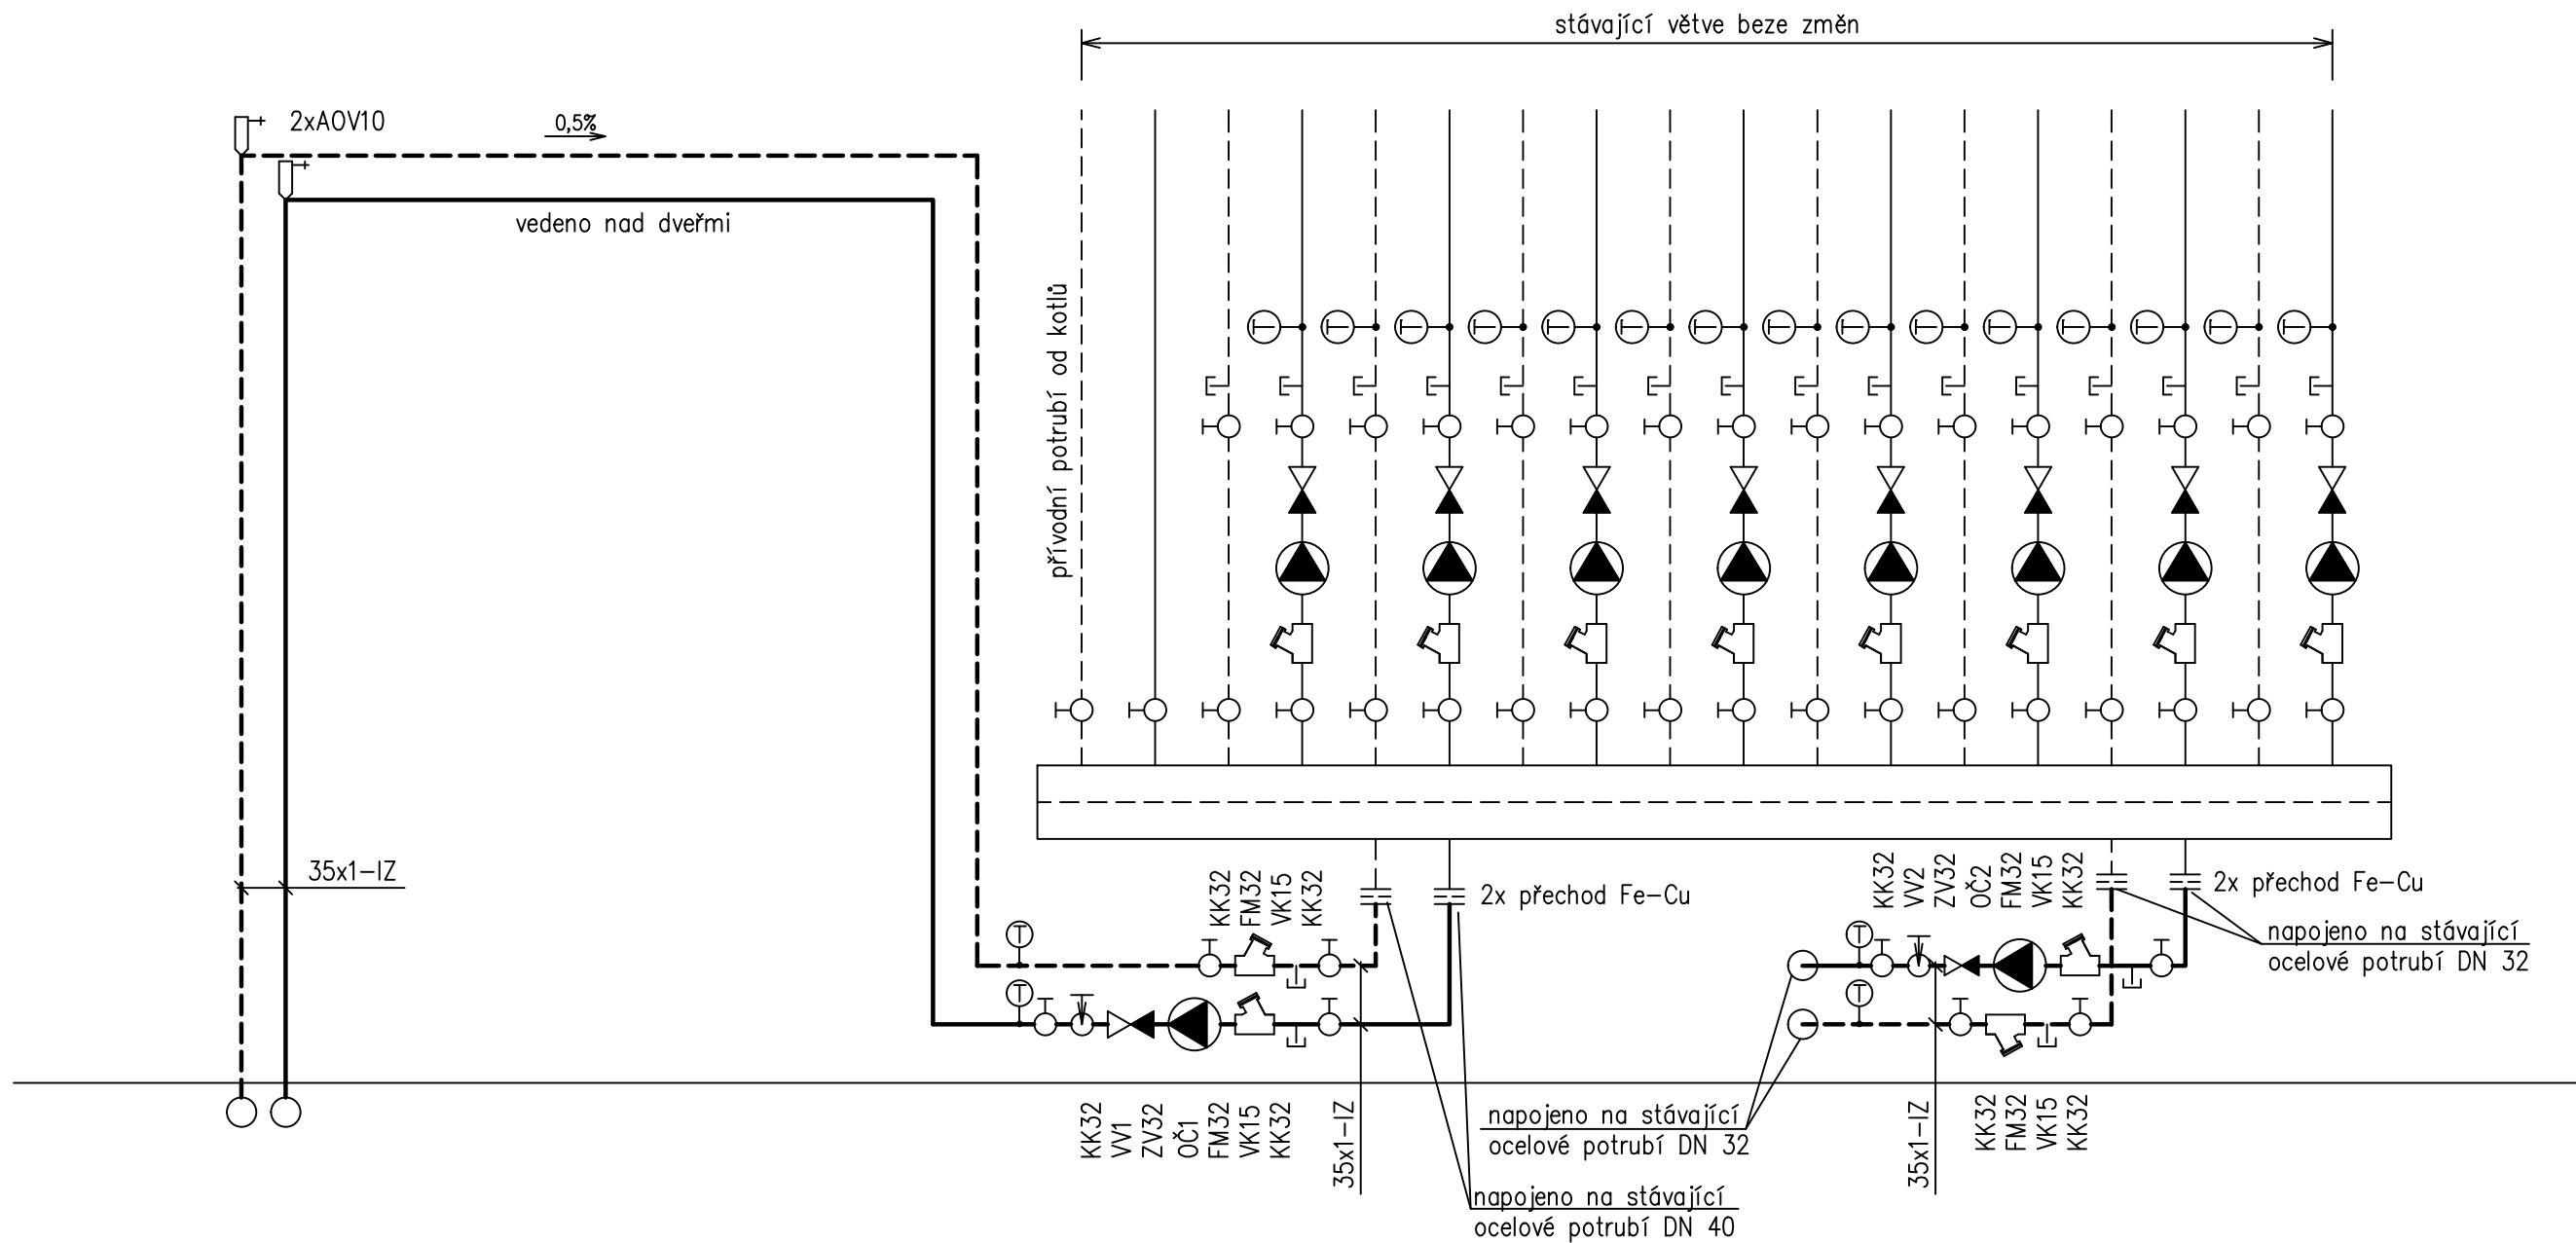 stávající větve beze změn
2xAOV10
0,5%
vedeno nad dveřmi
přívodní potrubí od kotlů
35x1-IZ
KK32
FM32
VK15
KK32
2x přechod Fe-Cu
KK32
VV2
ZV32
OČ2
FM32
VK15
KK32
2x přechod Fe-Cu
napojeno na stávající
ocelové potrubí DN 32
KK32
VV1
ZV32
OČ1
FM32
VK15
KK32
35x1-IZ
napojeno na stávající
ocelové potrubí DN 32
napojeno na stávající
ocelové potrubí DN 40
35x1-IZ
KK32
FM32
VK15
KK32